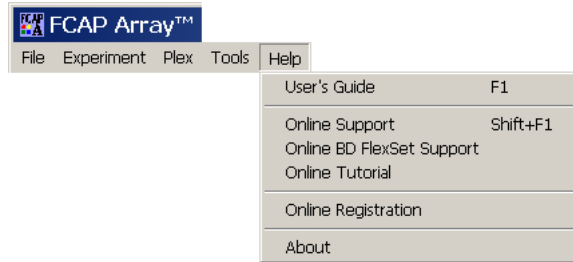 FCAP Array™
File Experiment Plex Tools Help
User's Guide F1
Online Support Shift+F1
Online BD FlexSet Support
Online Tutorial
Online Registration
About